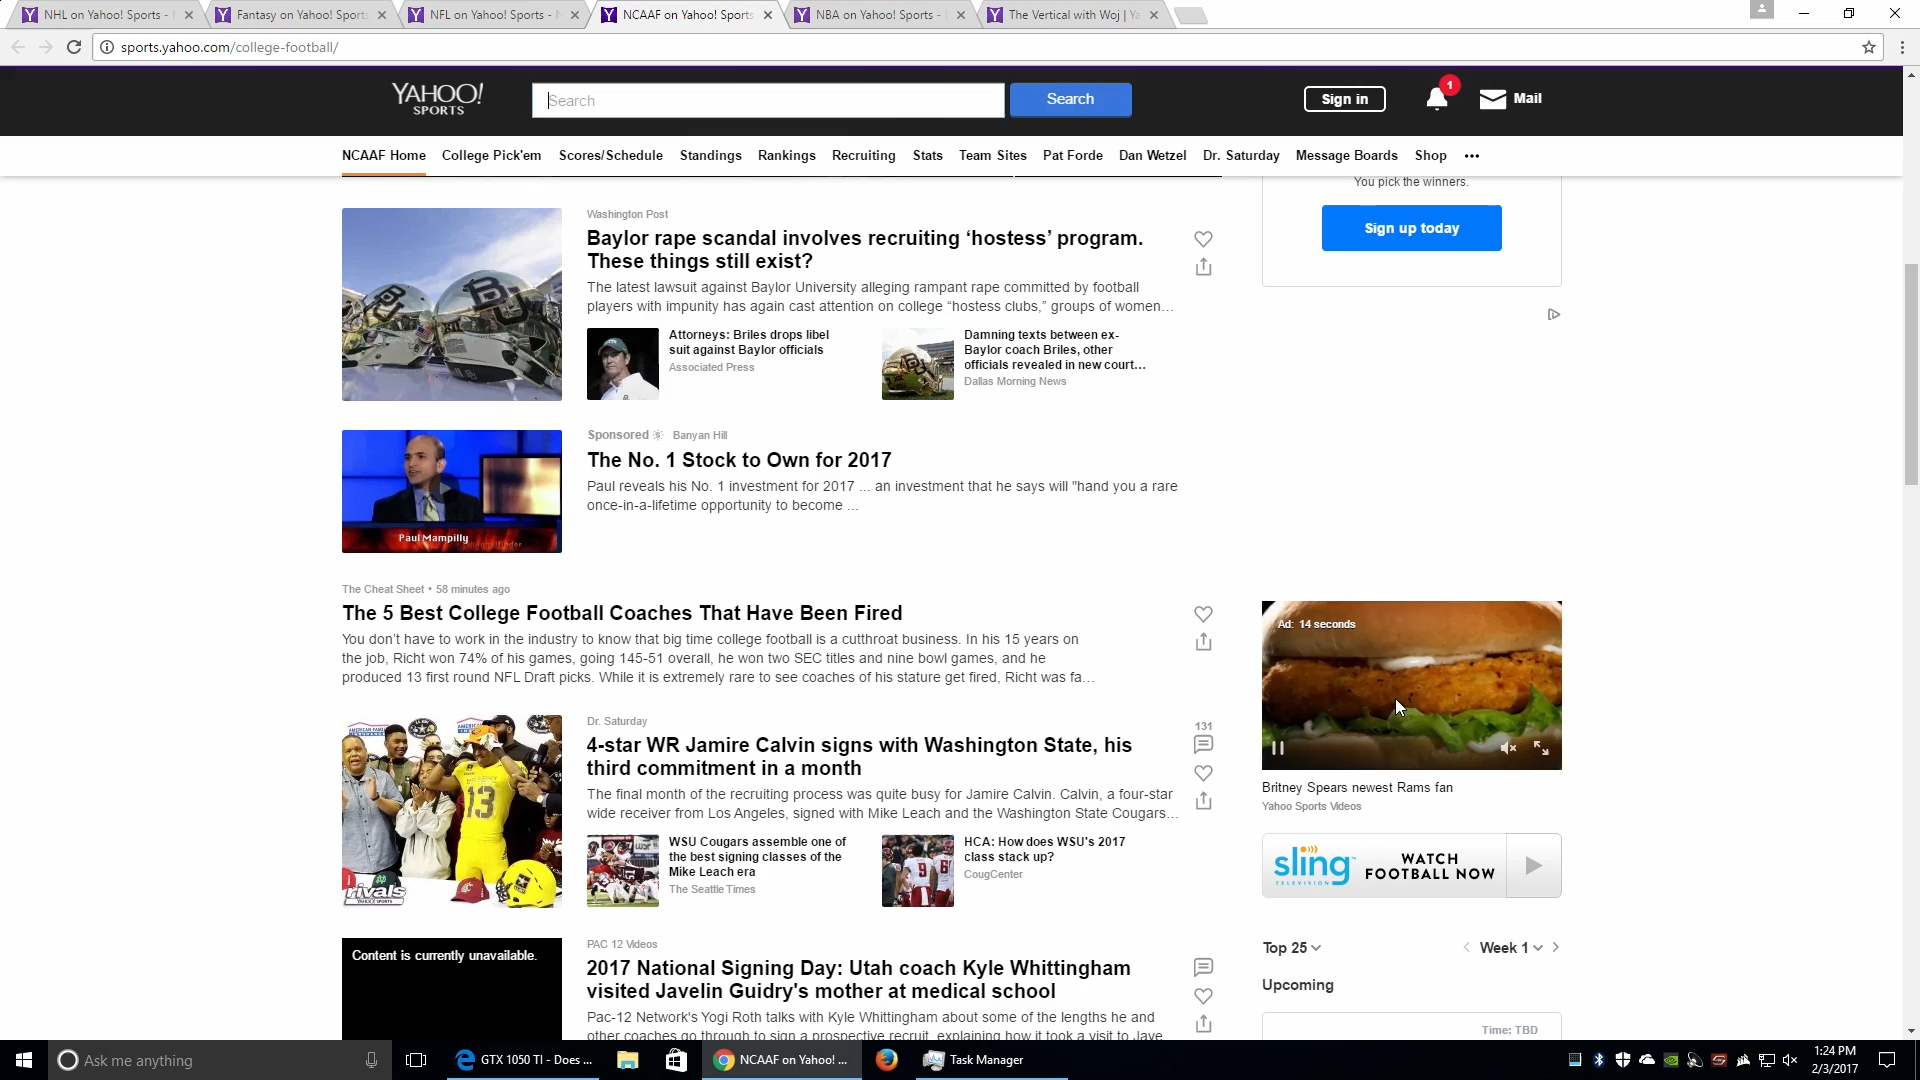 NHL on Yahoo! Sports -
Fantasy on Yahoo! Sports
NFL on Yahoo! Sports -
NCAAF on Yahoo! Sports
NBA on Yahoo! Sports -
The Vertical with Woj | Ya
sports.yahoo.com/college-football/
YAHOO!
SPORTS
Search
Search
Sign in
1
Mail
NCAAF Home
College Pick'em
Scores/Schedule
Standings
Rankings
Recruiting
Stats
Team Sites
Pat Forde
Dan Wetzel
Dr. Saturday
Message Boards
Shop
You pick the winners.
Sign up today
Washington Post
Baylor rape scandal involves recruiting ‘hostess’ program.
These things still exist?
The latest lawsuit against Baylor University alleging rampant rape committed by football
players with impunity has again cast attention on college “hostess clubs,” groups of women…
Attorneys: Briles drops libel
suit against Baylor officials
Associated Press
Damning texts between ex-
Baylor coach Briles, other
officials revealed in new court…
Dallas Morning News
Sponsored
Banyan Hill
The No. 1 Stock to Own for 2017
Paul reveals his No. 1 investment for 2017 ... an investment that he says will "hand you a rare
once-in-a-lifetime opportunity to become ...
Paul Mampilly
The Cheat Sheet • 58 minutes ago
The 5 Best College Football Coaches That Have Been Fired
You don’t have to work in the industry to know that big time college football is a cutthroat business. In his 15 years on
the job, Richt won 74% of his games, going 145-51 overall, he won two SEC titles and nine bowl games, and he
produced 13 first round NFL Draft picks. While it is extremely rare to see coaches of his stature get fired, Richt was fa…
Ad: 14 seconds
Britney Spears newest Rams fan
Yahoo Sports Videos
Dr. Saturday
4-star WR Jamire Calvin signs with Washington State, his
third commitment in a month
The final month of the recruiting process was quite busy for Jamire Calvin. Calvin, a four-star
wide receiver from Los Angeles, signed with Mike Leach and the Washington State Cougars…
131
13
rivals
YAHOO! SPORTS
WSU Cougars assemble one of
the best signing classes of the
Mike Leach era
The Seattle Times
HCA: How does WSU's 2017
class stack up?
CougCenter
sling
TELEVISION
WATCH
FOOTBALL NOW
Top 25
Week 1
Upcoming
Time: TBD
Content is currently unavailable.
PAC 12 Videos
2017 National Signing Day: Utah coach Kyle Whittingham
visited Javelin Guidry's mother at medical school
Pac-12 Network's Yogi Roth talks with Kyle Whittingham about some of the lengths he and
other coaches go through to sign a prospective recruit, explaining how it took a visit to Jave
Ask me anything
GTX 1050 TI - Does ...
NCAAF on Yahoo! ...
Task Manager
1:24 PM
2/3/2017